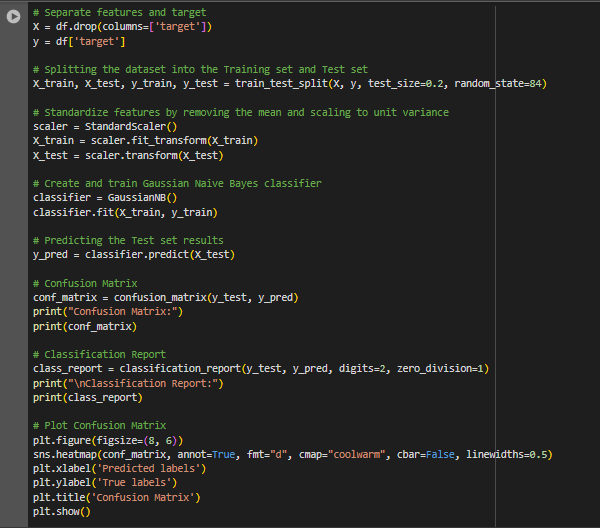 # Separate features and target
X = df.drop(columns=['target'])
y = df['target']
# Splitting the dataset into the Training set and Test set
X_train, X_test, y_train, y_test = train_test_split(X, y, test_size=0.2, random_state=84)
# Standardize features by removing the mean and scaling to unit variance
scaler = StandardScaler()
X_train = scaler.fit_transform(X_train)
X_test = scaler.transform(X_test)
# Create and train Gaussian Naive Bayes classifier
classifier = GaussianNB()
classifier.fit(X_train, y_train)
# Predicting the Test set results
y_pred = classifier.predict(X_test)
# Confusion Matrix
conf_matrix = confusion_matrix(y_test, y_pred)
print("Confusion Matrix:")
print(conf_matrix)
# Classification Report
class_report = classification_report(y_test, y_pred, digits=2, zero_division=1)
print("\nClassification Report:")
print(class_report)
# Plot Confusion Matrix
plt.figure(figsize=(8, 6))
sns.heatmap(conf_matrix, annot=True, fmt="d", cmap="coolwarm", cbar=False, linewidths=0.5)
plt.xlabel('Predicted labels')
plt.ylabel('True labels')
plt.title('Confusion Matrix')
plt.show()